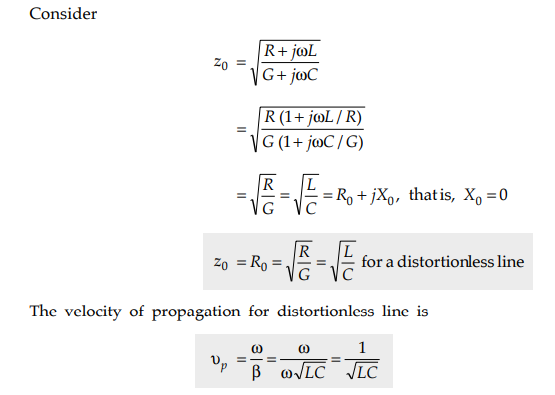 Consider
z₀ = √((R + jωL)/(G + jωC))
= √((R (1 + jωL / R))/(G (1 + jωC / G)))
= √(R/G) = √(L/C) = R₀ + jX₀, that is, X₀ = 0
z₀ = R₀ = √(R/G) = √(L/C) for a distortionless line
The velocity of propagation for distortionless line is
υₚ = ω/β = ω/(ω√LC) = 1/√LC